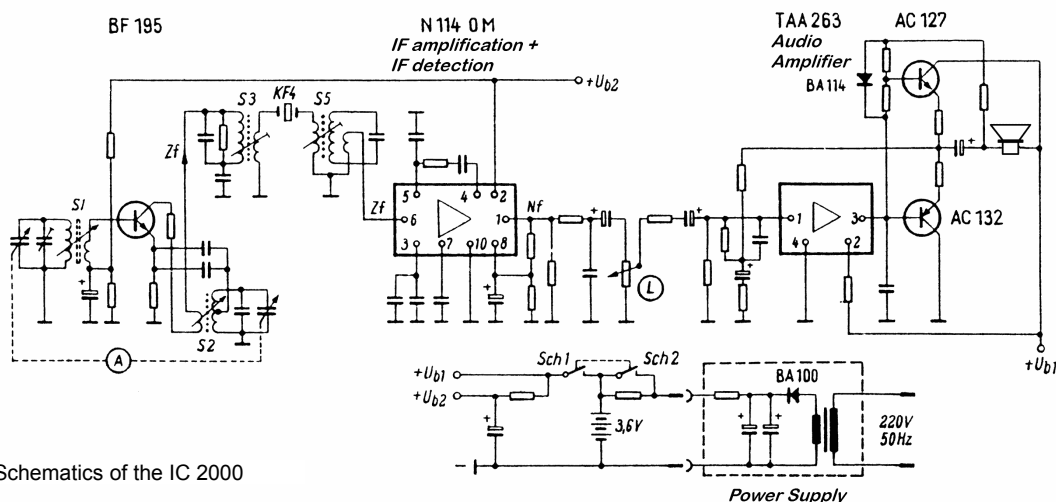 BF 195
N 114 0M
IF amplification +
IF detection
TAA 263
Audio
Amplifier
AC 127
BA 114
+Ub2
S3
KF4
S5
Zf
S1
S2
A
Zf
5
4
2
6
1
3
7
10
8
Nf
L
1
3
4
2
AC 132
+Ub1
+Ub1
+Ub2
Sch 1
Sch 2
3,6V
BA 100
220V
50Hz
+
+
+
+
+
+
+
+
+
-
Schematics of the IC 2000
Power Supply